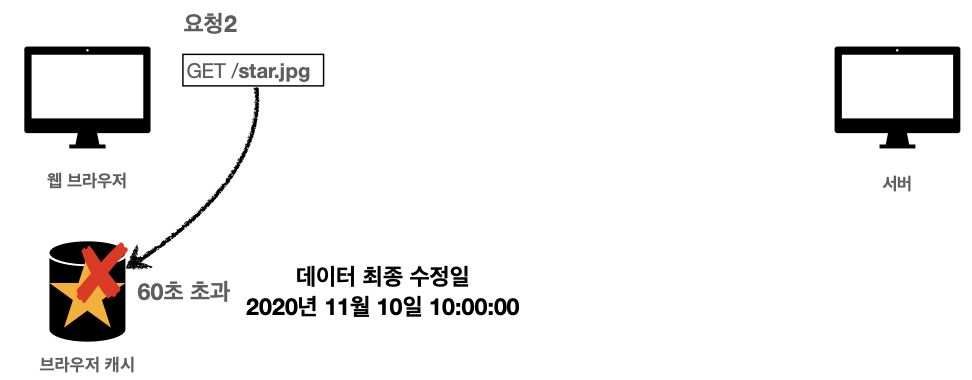 요청2
GET /star.jpg
웹 브라우저
서버
60초 초과
데이터 최종 수정일
2020년 11월 10일 10:00:00
브라우저 캐시